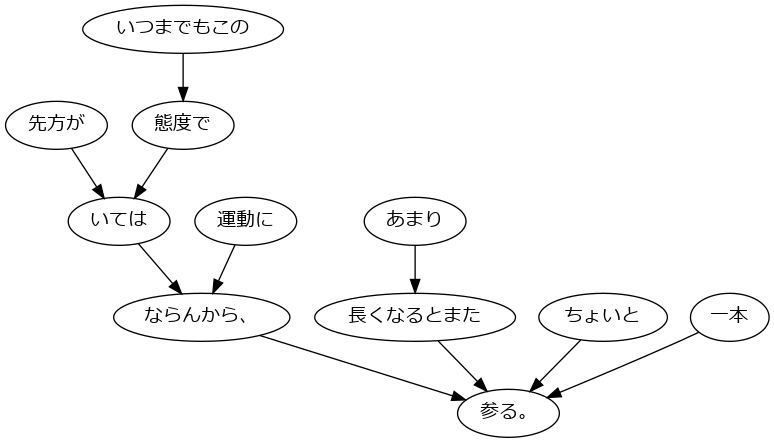 いつまでもこの
先方が
態度で
いては
運動に
あまり
ならんから、
長くなるとまた
ちょいと
一本
参る。